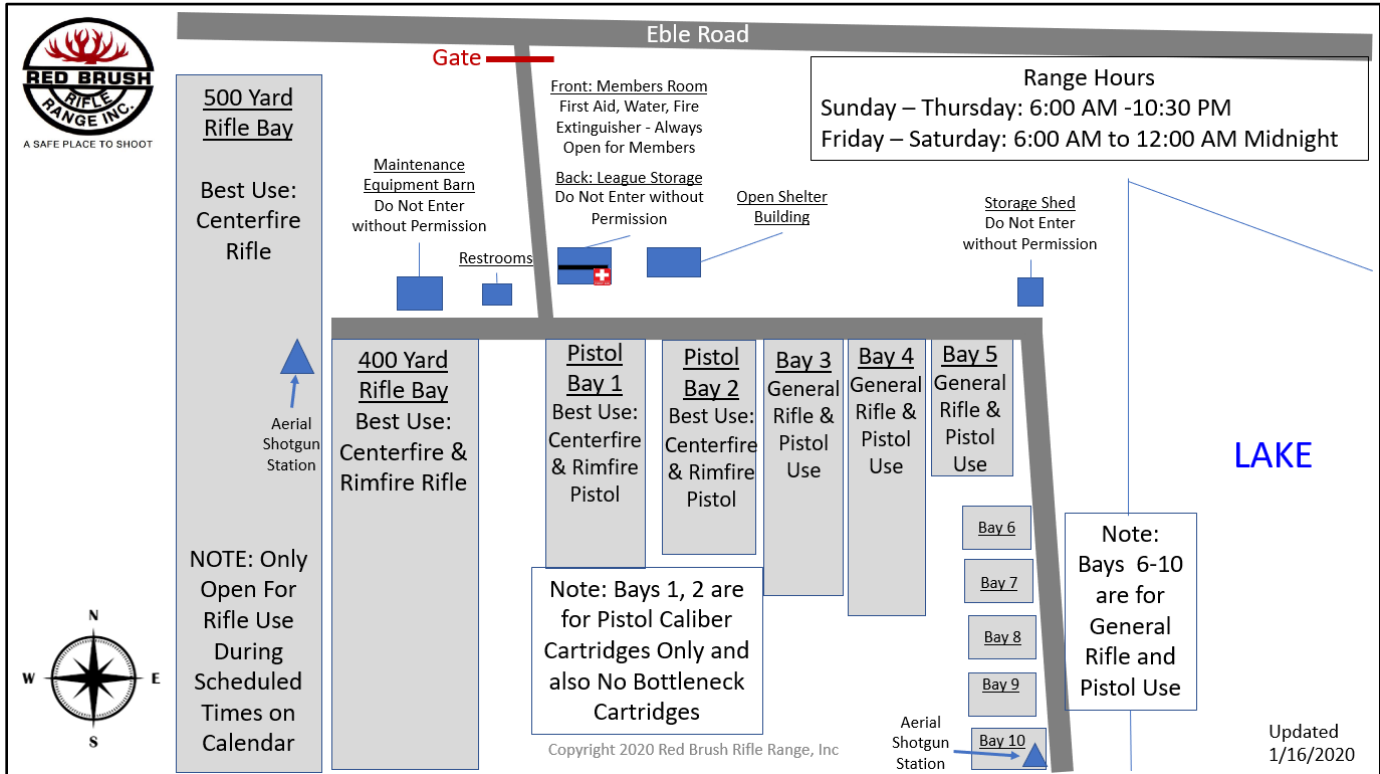 RED BRUSH
RIFLE
RANGE INC.
A SAFE PLACE TO SHOOT
Eble Road
Gate
Range Hours
Sunday – Thursday: 6:00 AM -10:30 PM
Friday – Saturday: 6:00 AM to 12:00 AM Midnight
500 Yard
Rifle Bay
Best Use:
Centerfire
Rifle
NOTE: Only
Open For
Rifle Use
During
Scheduled
Times on
Calendar
Maintenance
Equipment Barn
Do Not Enter
without Permission
Restrooms
Front: Members Room
First Aid, Water, Fire
Extinguisher - Always
Open for Members
Back: League Storage
Do Not Enter without
Permission
Open Shelter
Building
Storage Shed
Do Not Enter
without Permission
Aerial
Shotgun
Station
400 Yard
Rifle Bay
Best Use:
Centerfire &
Rimfire Rifle
Pistol
Bay 1
Best Use:
Centerfire
& Rimfire
Pistol
Pistol
Bay 2
Best Use:
Centerfire
& Rimfire
Pistol
Bay 3
General
Rifle &
Pistol
Use
Bay 4
General
Rifle &
Pistol
Use
Bay 5
General
Rifle &
Pistol
Use
LAKE
Bay 6
Bay 7
Bay 8
Bay 9
Bay 10
Aerial
Shotgun
Station
Note: Bays 1, 2 are
for Pistol Caliber
Cartridges Only and
also No Bottleneck
Cartridges
Note:
Bays 6-10
are for
General
Rifle and
Pistol Use
N
W E
S
Copyright 2020 Red Brush Rifle Range, Inc
Updated
1/16/2020